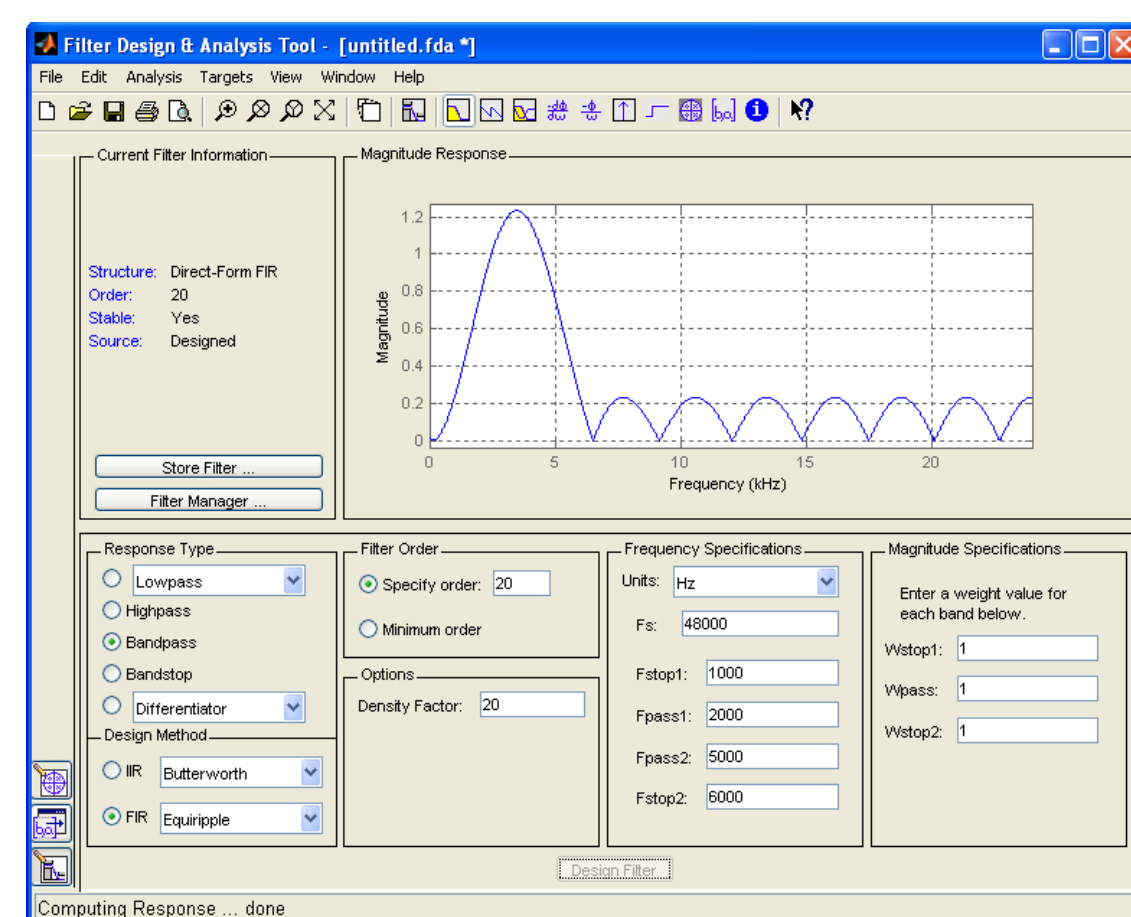 Filter Design & Analysis Tool - [untitled.fda *]
File Edit Analysis Targets View Window Help
Current Filter Information
Structure: Direct-Form FIR
Order: 20
Stable: Yes
Source: Designed
Store Filter ...
Filter Manager ...
Magnitude Response
1.2
1
0.8
0.6
0.4
0.2
0
Magnitude
0 5 10 15 20
Frequency (kHz)
Response Type
Lowpass
Highpass
Bandpass
Bandstop
Differentiator
Design Method
IIR Butterworth
FIR Equiripple
Filter Order
Specify order: 20
Minimum order
Options
Density Factor: 20
Frequency Specifications
Units: Hz
Fs: 48000
Fstop1: 1000
Fpass1: 2000
Fpass2: 5000
Fstop2: 6000
Magnitude Specifications
Enter a weight value for
each band below.
Wstop1: 1
Wpass: 1
Wstop2: 1
Design Filter
Computing Response ... done